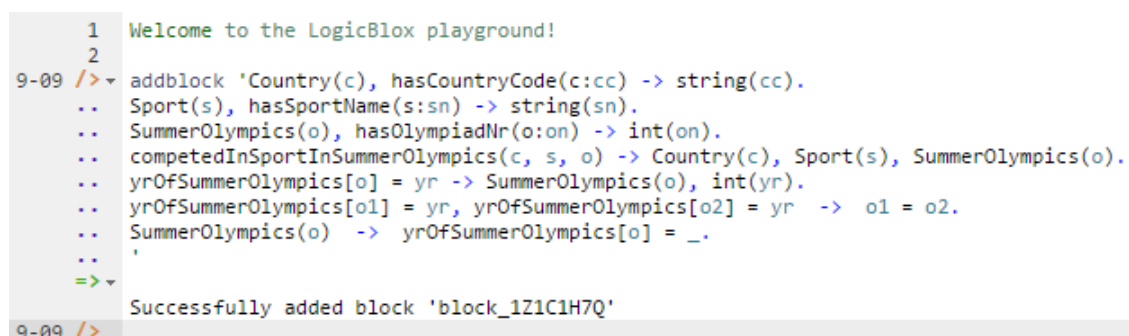 1 Welcome to the LogicBlox playground!
2
9-09 /> addblock 'Country(c), hasCountryCode(c:cc) -> string(cc).
.. Sport(s), hasSportName(s:sn) -> string(sn).
.. SummerOlympics(o), hasOlympiadNr(o:on) -> int(on).
.. competedInSportInSummerOlympics(c, s, o) -> Country(c), Sport(s), SummerOlympics(o).
.. yrOfSummerOlympics[o] = yr -> SummerOlympics(o), int(yr).
.. yrOfSummerOlympics[o1] = yr, yrOfSummerOlympics[o2] = yr  ->  o1 = o2.
.. SummerOlympics(o)  ->  yrOfSummerOlympics[o] = _.
.. '
=>
Successfully added block 'block_1Z1C1H7Q'
9-09 />